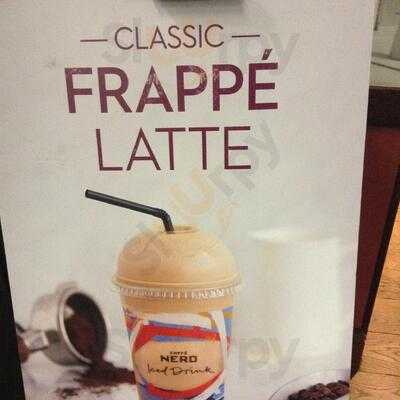 — CLASSIC —
FRAPPÉ
LATTE
CAFFÈ
NERO
Iced Drink